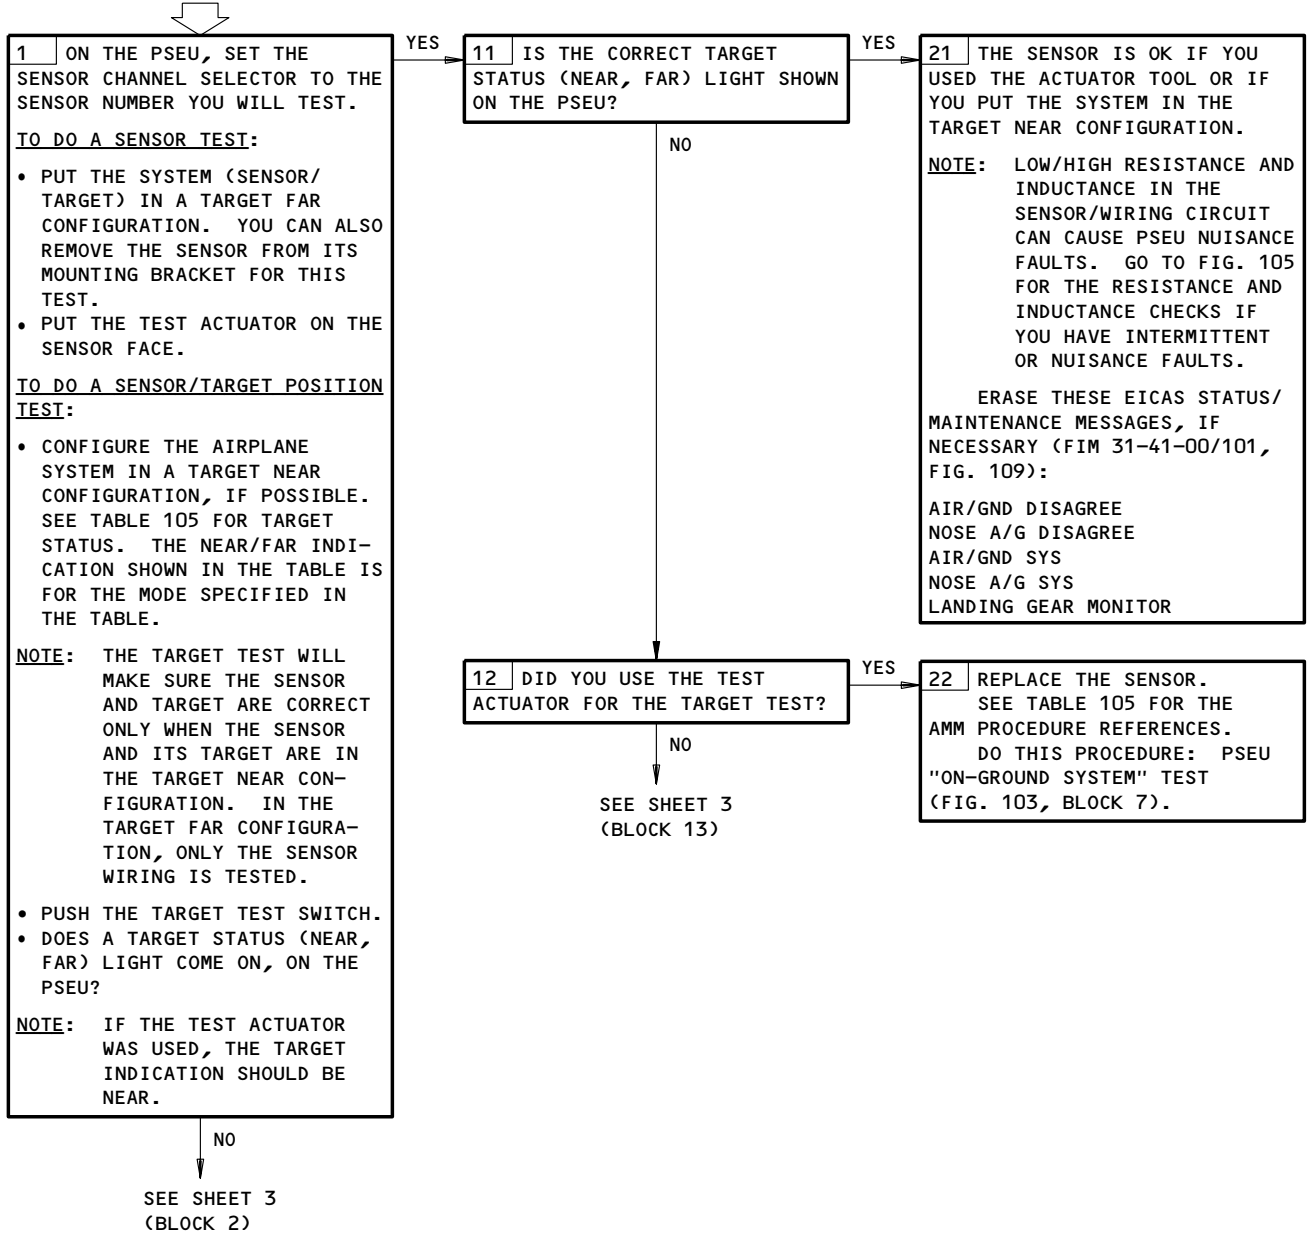 1 ON THE PSEU, SET THE
SENSOR CHANNEL SELECTOR TO THE
SENSOR NUMBER YOU WILL TEST.
TO DO A SENSOR TEST:
• PUT THE SYSTEM (SENSOR/
TARGET) IN A TARGET FAR
CONFIGURATION. YOU CAN ALSO
REMOVE THE SENSOR FROM ITS
MOUNTING BRACKET FOR THIS
TEST.
• PUT THE TEST ACTUATOR ON THE
SENSOR FACE.
TO DO A SENSOR/TARGET POSITION
TEST:
• CONFIGURE THE AIRPLANE
SYSTEM IN A TARGET NEAR
CONFIGURATION, IF POSSIBLE.
SEE TABLE 105 FOR TARGET
STATUS. THE NEAR/FAR INDI-
CATION SHOWN IN THE TABLE IS
FOR THE MODE SPECIFIED IN
THE TABLE.
NOTE: THE TARGET TEST WILL
MAKE SURE THE SENSOR
AND TARGET ARE CORRECT
ONLY WHEN THE SENSOR
AND ITS TARGET ARE IN
THE TARGET NEAR CON-
FIGURATION. IN THE
TARGET FAR CONFIGURA-
TION, ONLY THE SENSOR
WIRING IS TESTED.
• PUSH THE TARGET TEST SWITCH.
• DOES A TARGET STATUS (NEAR,
FAR) LIGHT COME ON, ON THE
PSEU?
NOTE: IF THE TEST ACTUATOR
WAS USED, THE TARGET
INDICATION SHOULD BE
NEAR.
NO
SEE SHEET 3
(BLOCK 2)
YES
11 IS THE CORRECT TARGET
STATUS (NEAR, FAR) LIGHT SHOWN
ON THE PSEU?
NO
YES
21 THE SENSOR IS OK IF YOU
USED THE ACTUATOR TOOL OR IF
YOU PUT THE SYSTEM IN THE
TARGET NEAR CONFIGURATION.
NOTE: LOW/HIGH RESISTANCE AND
INDUCTANCE IN THE
SENSOR/WIRING CIRCUIT
CAN CAUSE PSEU NUISANCE
FAULTS. GO TO FIG. 105
FOR THE RESISTANCE AND
INDUCTANCE CHECKS IF
YOU HAVE INTERMITTENT
OR NUISANCE FAULTS.
ERASE THESE EICAS STATUS/
MAINTENANCE MESSAGES, IF
NECESSARY (FIM 31-41-00/101,
FIG. 109):
AIR/GND DISAGREE
NOSE A/G DISAGREE
AIR/GND SYS
NOSE A/G SYS
LANDING GEAR MONITOR
12 DID YOU USE THE TEST
ACTUATOR FOR THE TARGET TEST?
NO
SEE SHEET 3
(BLOCK 13)
YES
22 REPLACE THE SENSOR.
SEE TABLE 105 FOR THE
AMM PROCEDURE REFERENCES.
DO THIS PROCEDURE: PSEU
"ON-GROUND SYSTEM" TEST
(FIG. 103, BLOCK 7).